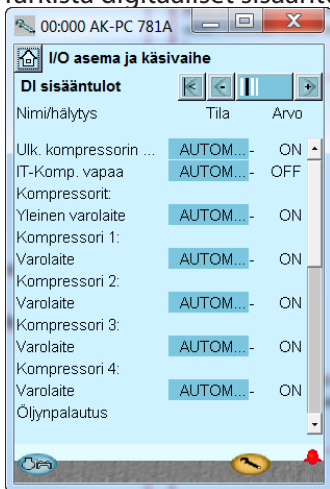 Tarkista digitaaliset sisääntulot
00:000 AK-PC 781A
I/O asema ja käsivaihe
DI sisääntulot
Nimi/hälytys Tila Arvo
Ulk. kompressorin ... AUTOM... - ON
IT-Komp. vapaa AUTOM... - OFF
Kompressorit:
Yleinen varolaite AUTOM... - ON
Kompressori 1:
Varolaite AUTOM... - ON
Kompressori 2:
Varolaite AUTOM... - ON
Kompressori 3:
Varolaite AUTOM... - ON
Kompressori 4:
Varolaite AUTOM... - ON
Öljynpalautus